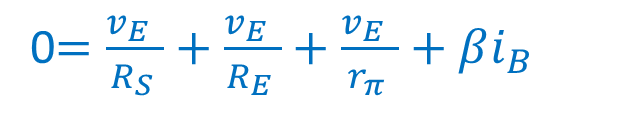 0= v_E/R_S + v_E/R_E + v_E/r_π + βi_B